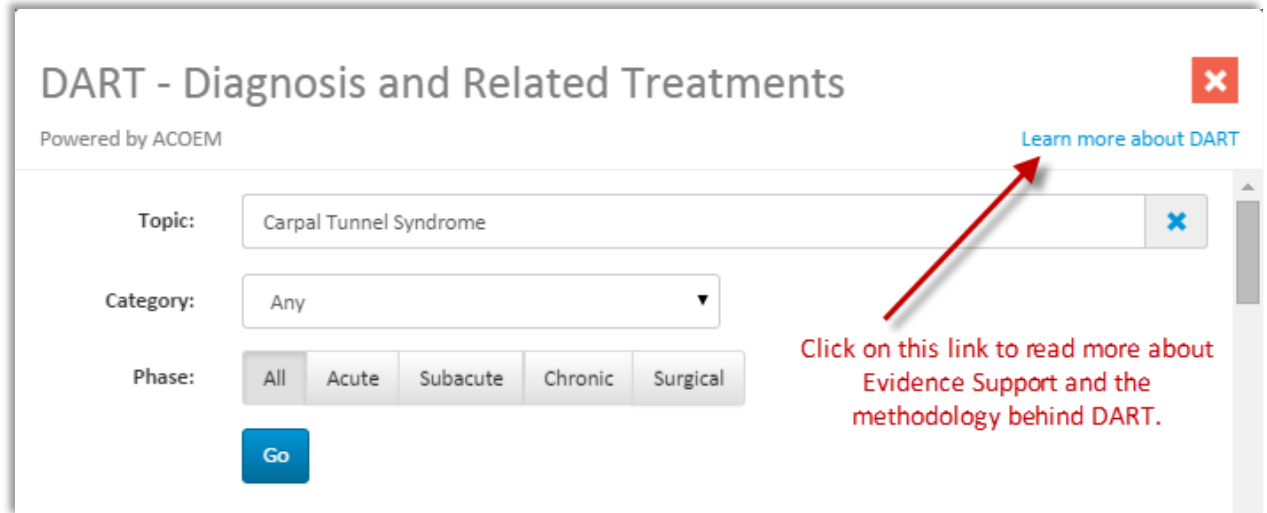 DART - Diagnosis and Related Treatments
Powered by ACOEM
Learn more about DART
Topic:
Carpal Tunnel Syndrome
Category:
Any
Phase:
All
Acute
Subacute
Chronic
Surgical
Go
Click on this link to read more about
Evidence Support and the
methodology behind DART.